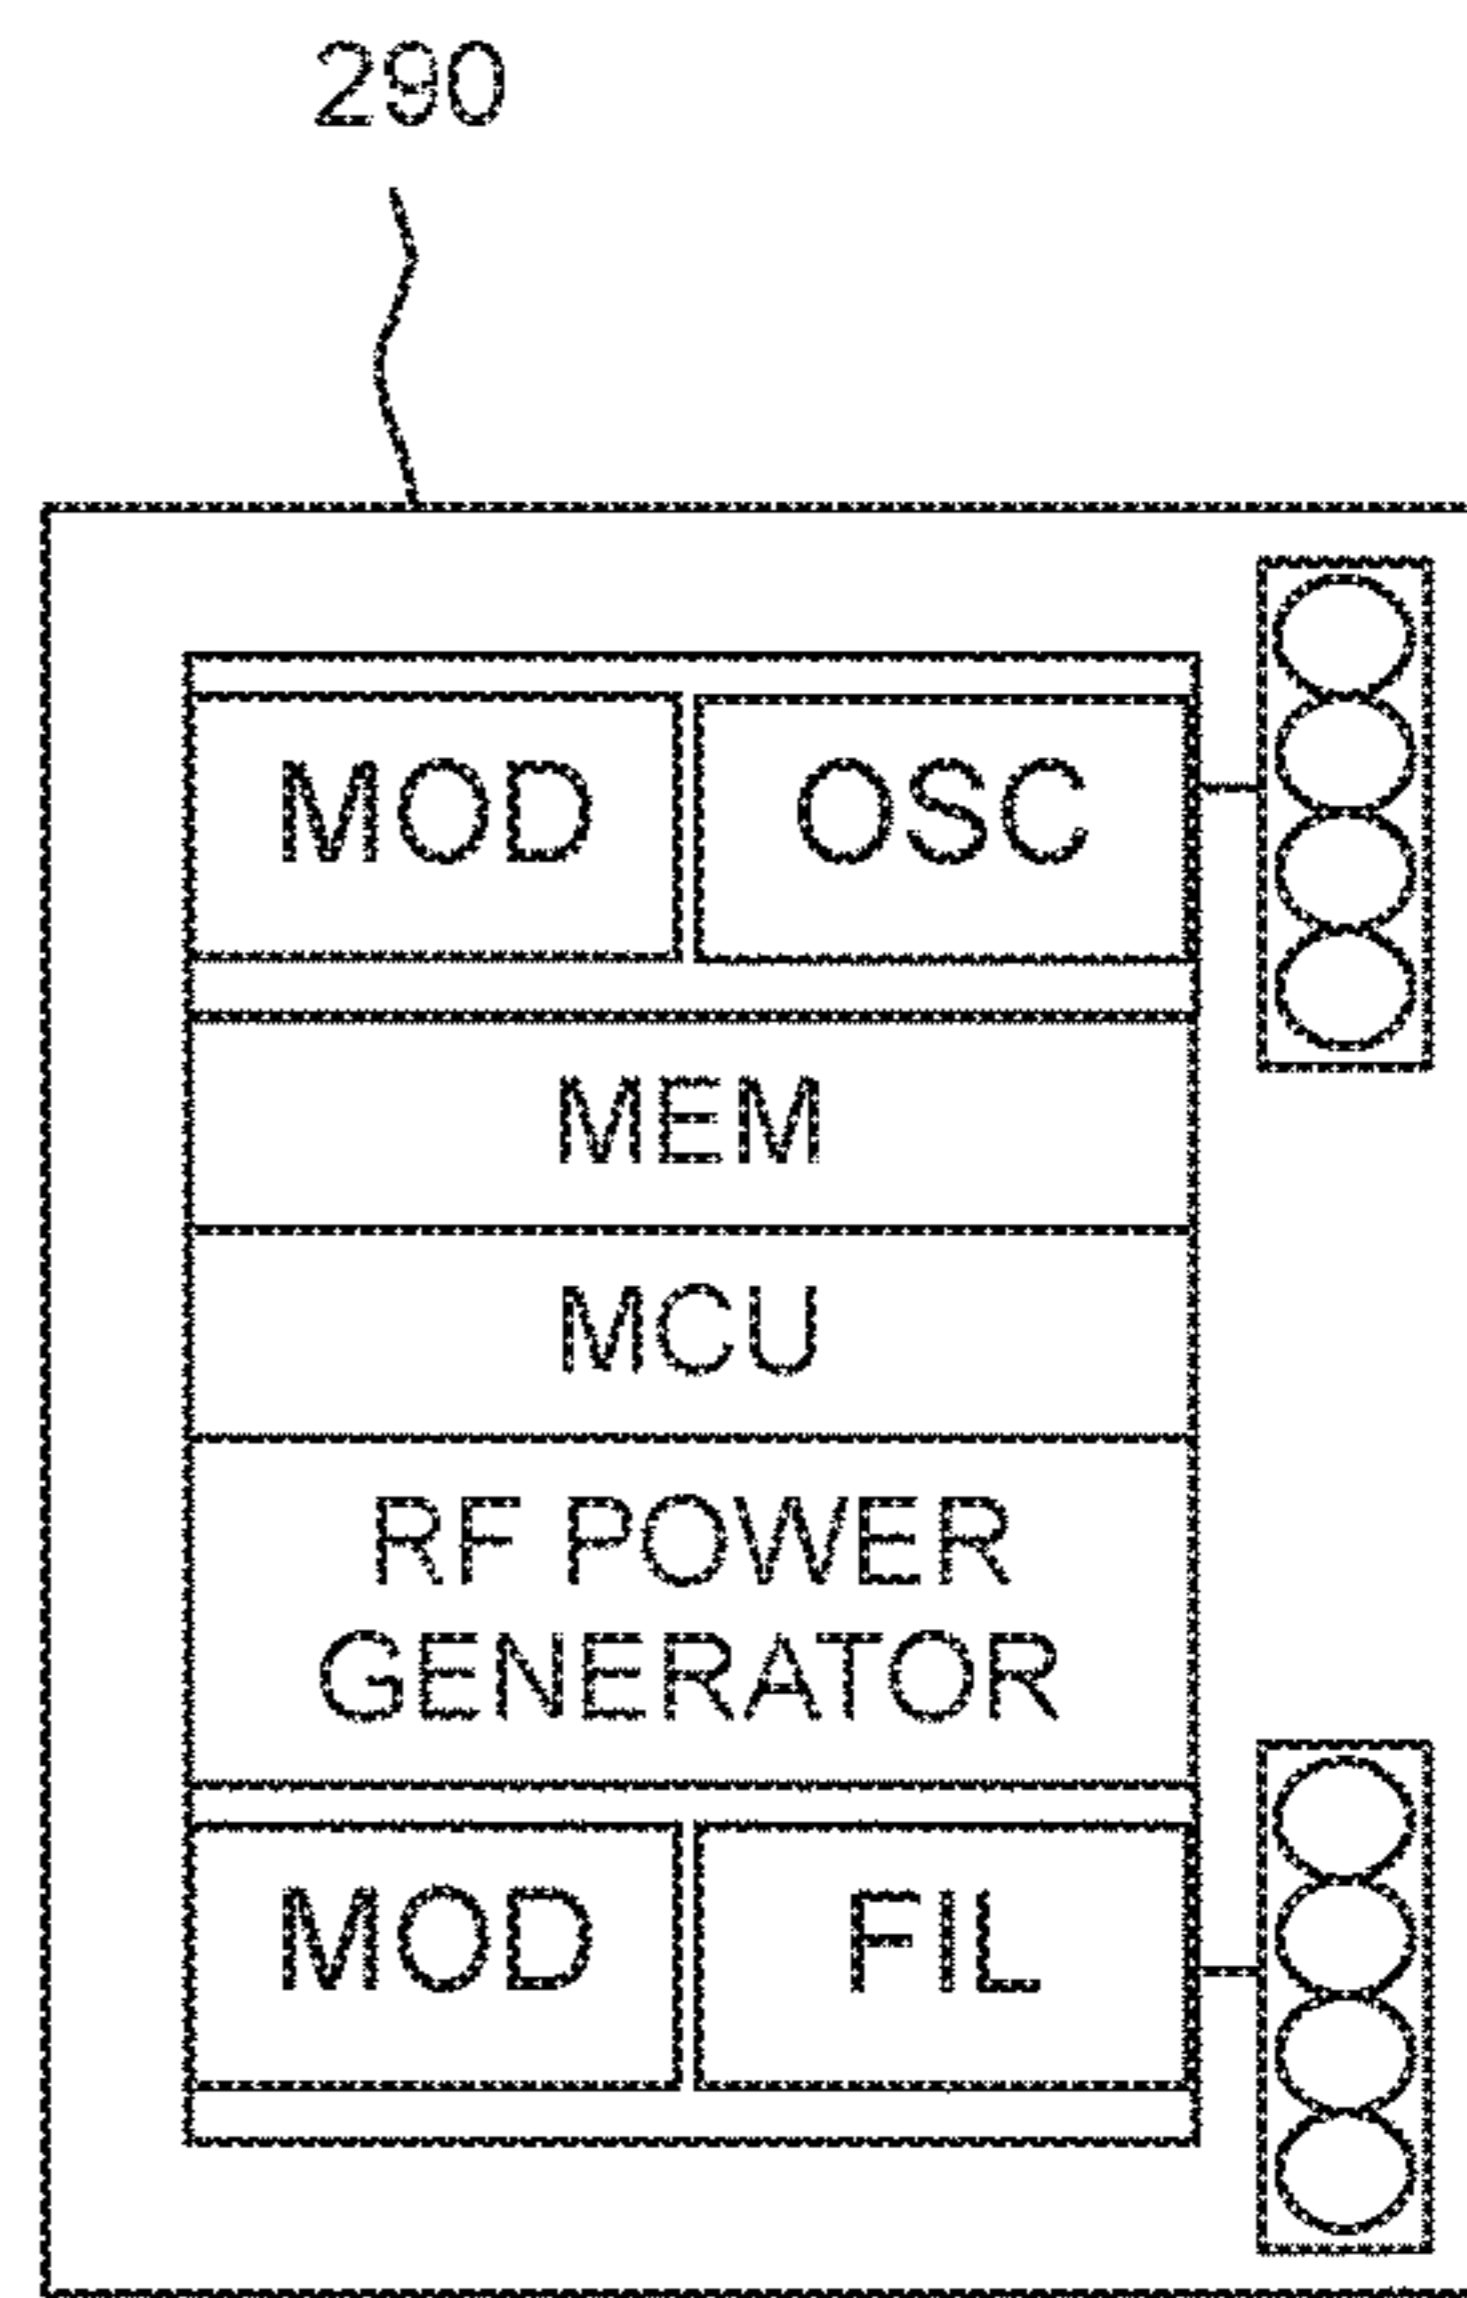 290
MOD OSC
MEM
MCU
RF POWER
GENERATOR
MOD FIL